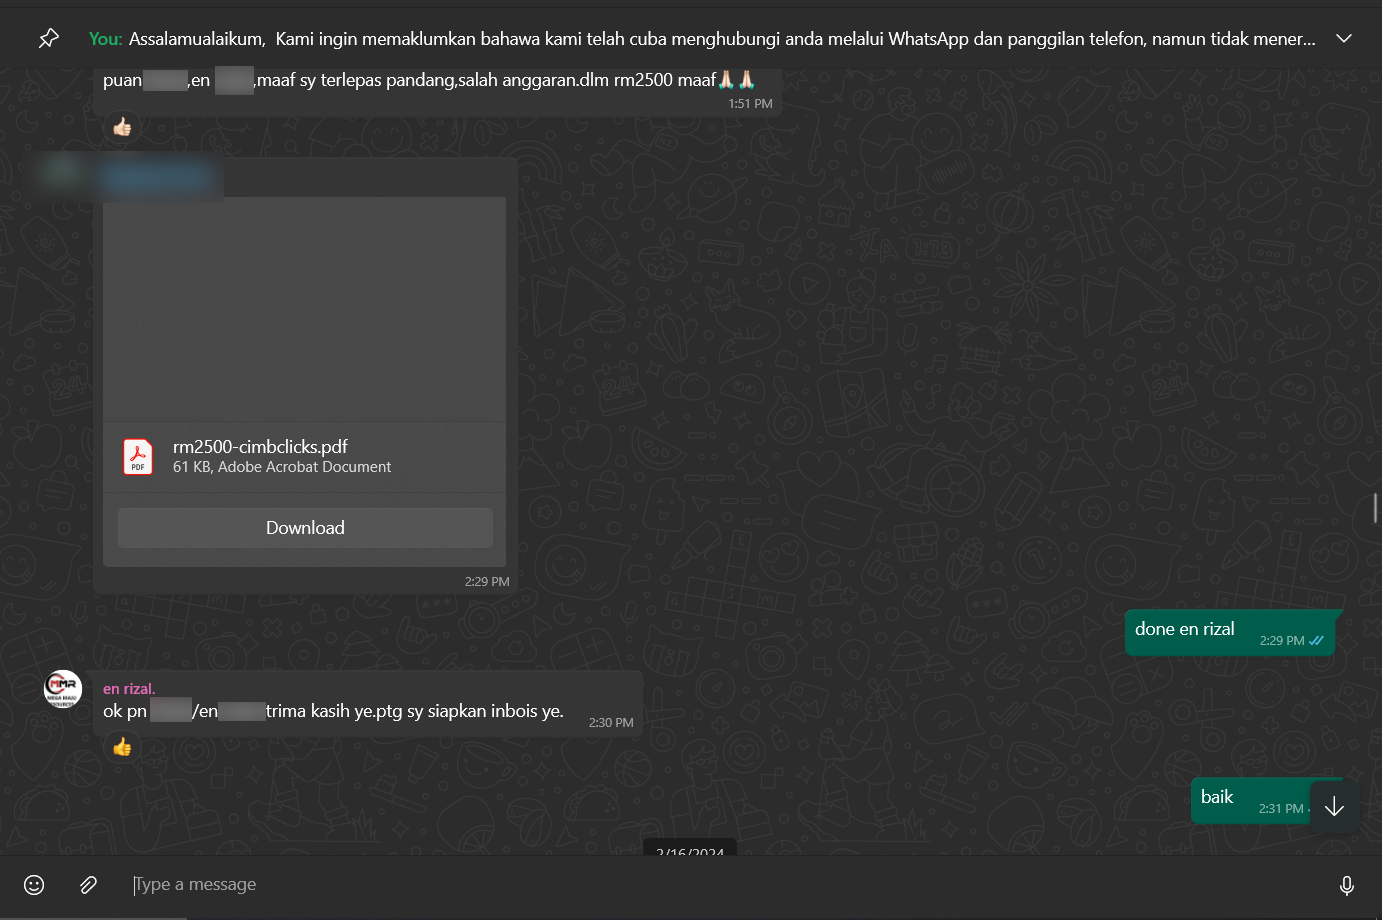 You: Assalamualaikum, Kami ingin memaklumkan bahawa kami telah cuba menghubungi anda melalui WhatsApp dan panggilan telefon, namun tidak mener...
puan ,en ,maaf sy terlepas pandang,salah anggaran.dlm rm2500 maaf🙏🏻🙏🏻
1:51 PM
rm2500-cimbclicks.pdf
PDF
61 KB, Adobe Acrobat Document
Download
2:29 PM
done en rizal
2:29 PM
MMR
MEGA MAJU
en rizal.
ok pn /en trima kasih ye.ptg sy siapkan inbois ye.
2:30 PM
baik
2:31 PM
2/16/2024
Type a message